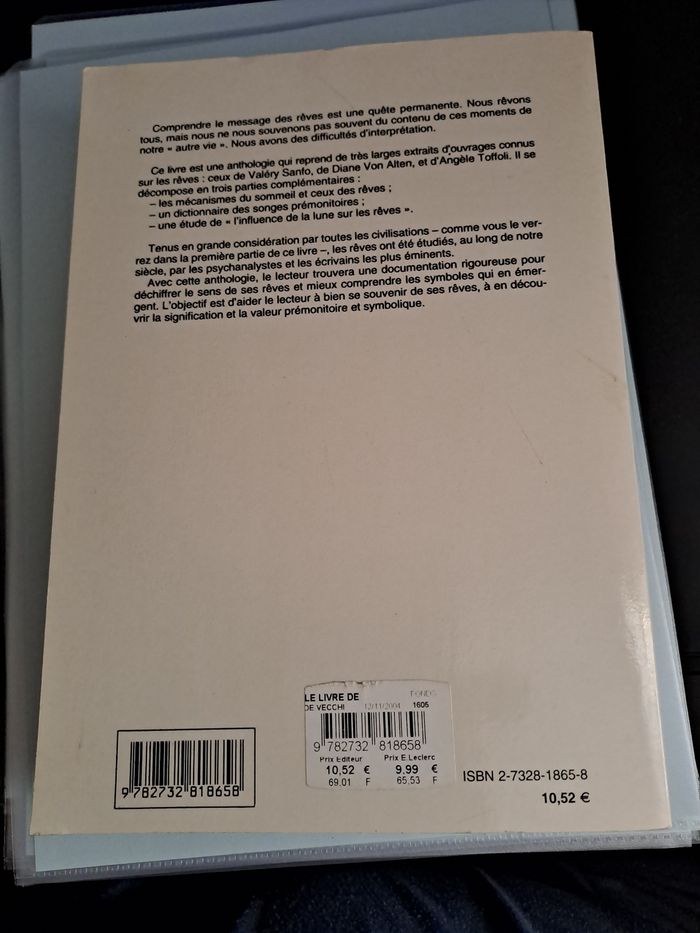 Comprendre le message des rêves est une quête permanente. Nous rêvons
tous, mais nous ne nous souvenons pas souvent du contenu de ces moments de
notre « autre vie ». Nous avons des difficultés d'interprétation.
Ce livre est une anthologie qui reprend de très larges extraits d'ouvrages connus
sur les rêves : ceux de Valéry Sanfo, de Diane Von Alten, et d'Angèle Toffoli. Il se
décompose en trois parties complémentaires :
– les mécanismes du sommeil et ceux des rêves ;
– un dictionnaire des songes prémonitoires ;
– une étude de « l'influence de la lune sur les rêves ».
Tenus en grande considération par toutes les civilisations – comme vous le ver-
rez dans la première partie de ce livre –, les rêves ont été étudiés, au long de notre
siècle, par les psychanalystes et les écrivains les plus éminents.
Avec cette anthologie, le lecteur trouvera une documentation rigoureuse pour
déchiffrer le sens de ses rêves et mieux comprendre les symboles qui en émer-
gent. L'objectif est d'aider le lecteur à bien se souvenir de ses rêves, à en décou-
vrir la signification et la valeur prémonitoire et symbolique.
LE LIVRE DE FONDS
DE VECCHI 12/11/2004 1605
9 782732 818658
Prix Editeur Prix E.Leclerc
10,52 € 9,99 €
69.01 F 65,53 F
9 782732 818658
ISBN 2-7328-1865-8
10,52 €